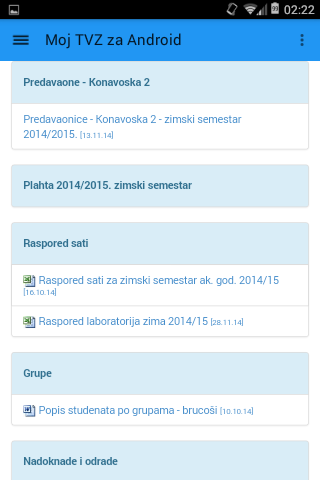 02:22
Moj TVZ za Android
Predavaone - Konavoska 2
Predavaonice - Konavoska 2 - zimski semestar
2014/2015. [13.11.14]
Plahta 2014/2015. zimski semestar
Raspored sati
Raspored sati za zimski semestar ak. god. 2014/15
[16.10.14]
Raspored laboratorija zima 2014/15 [28.11.14]
Grupe
Popis studenata po grupama - brucoši [10.10.14]
Nadoknade i odrade